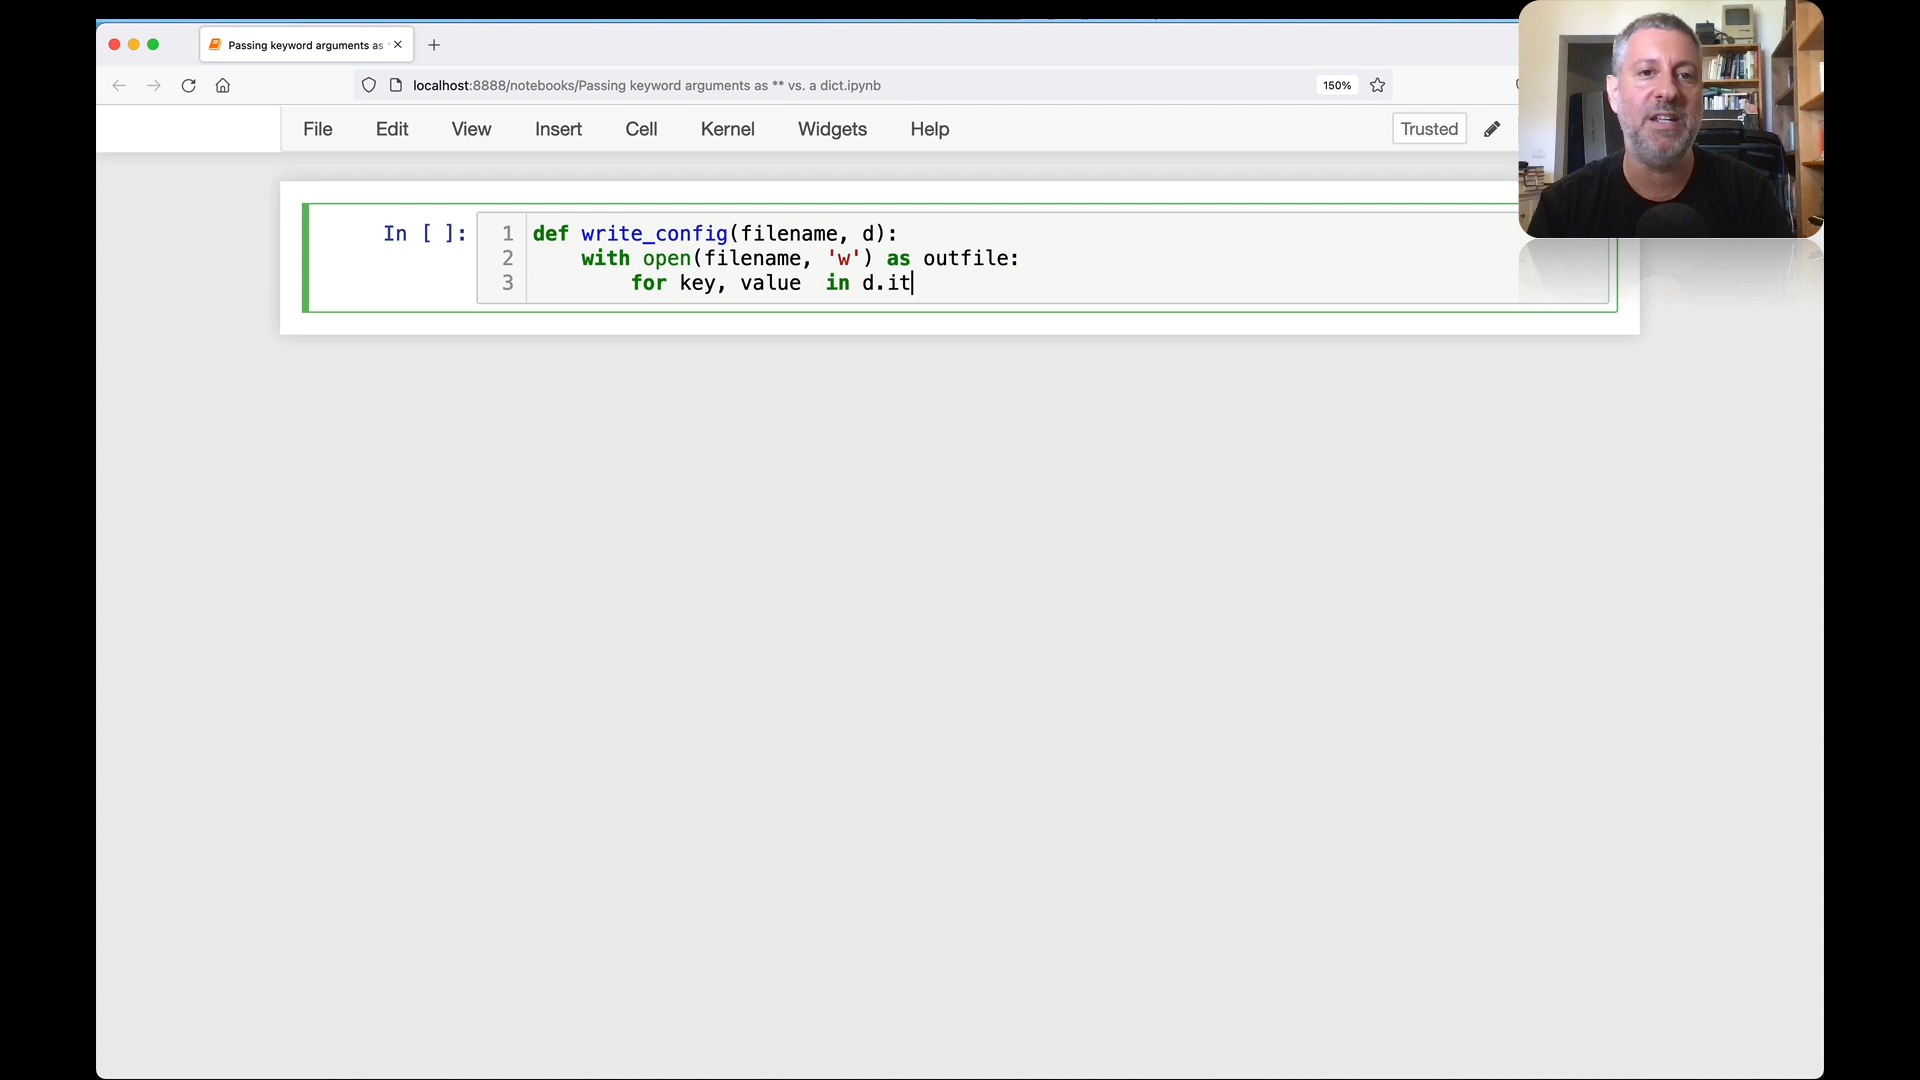 Passing keyword arguments as
localhost:8888/notebooks/Passing keyword arguments as ** vs. a dict.ipynb
150%
File Edit View Insert Cell Kernel Widgets Help
Trusted
In [ ]:
1 def write_config(filename, d):
2     with open(filename, 'w') as outfile:
3         for key, value  in d.it